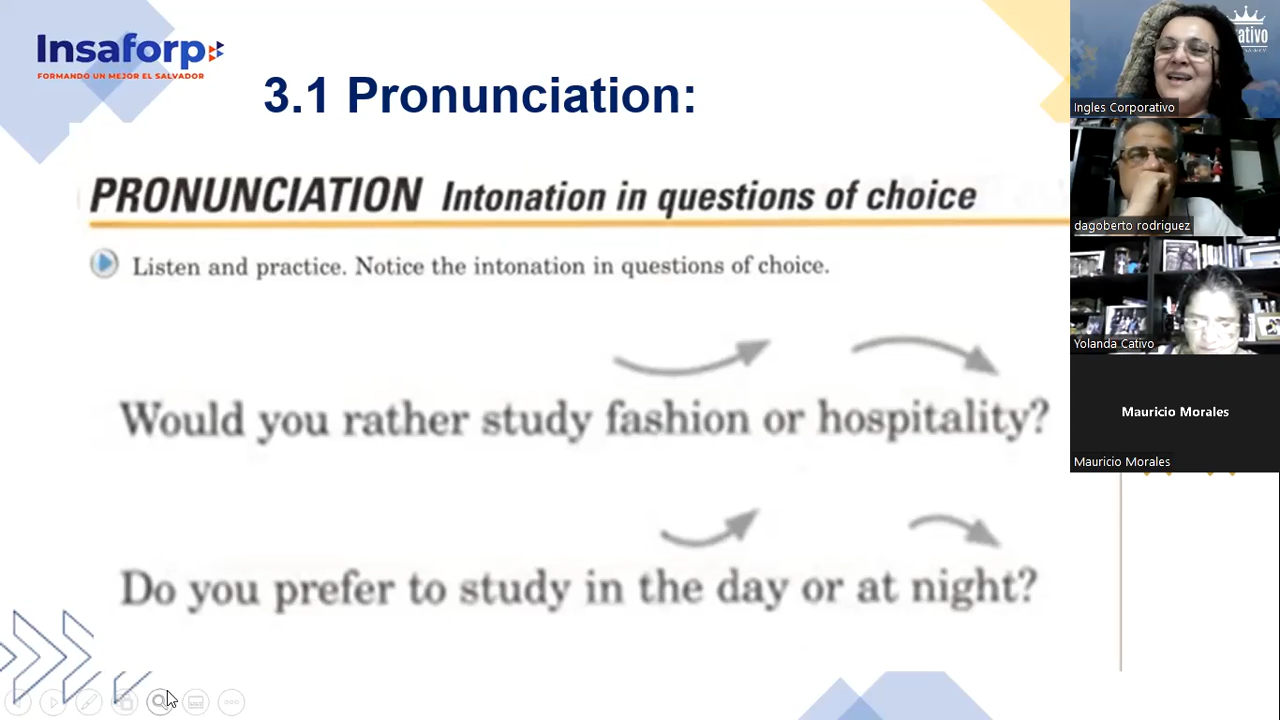 Insaforp
FORMANDO UN MEJOR EL SALVADOR
3.1 Pronunciation:
PRONUNCIATION Intonation in questions of choice
Listen and practice. Notice the intonation in questions of choice.
Would you rather study fashion or hospitality?
Do you prefer to study in the day or at night?
Ingles Corporativo
dagoberto rodriguez
Yolanda Cativo
Mauricio Morales
Mauricio Morales